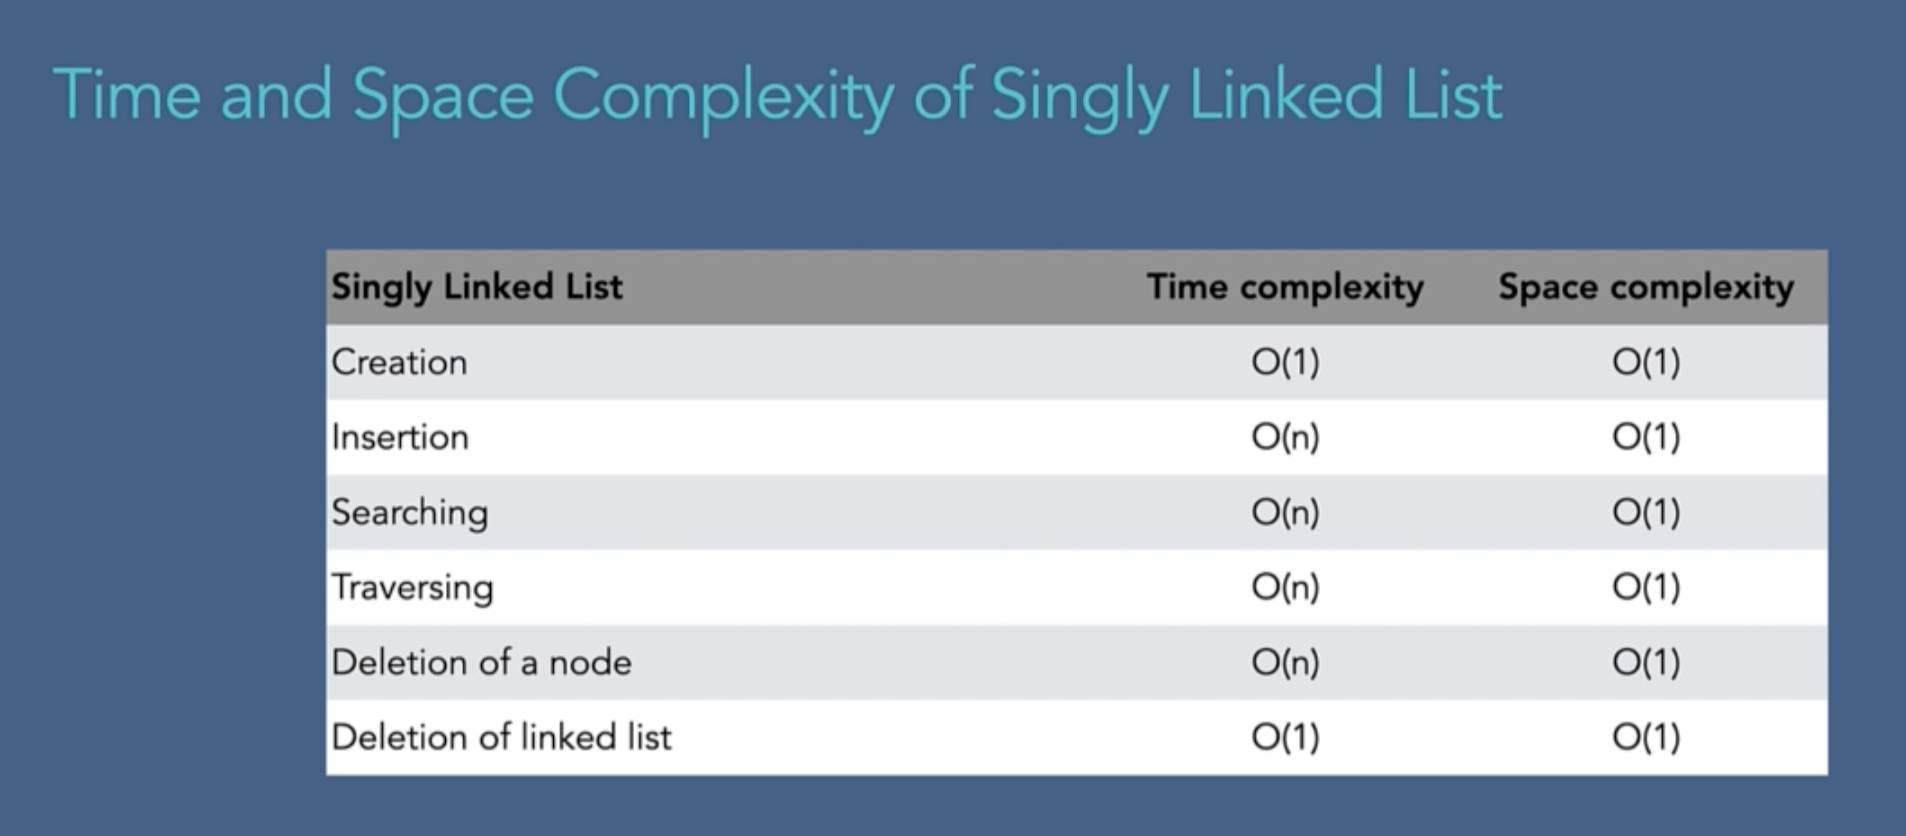 Time and Space Complexity of Singly Linked List
Singly Linked List Time complexity Space complexity
Creation O(1) O(1)
Insertion O(n) O(1)
Searching O(n) O(1)
Traversing O(n) O(1)
Deletion of a node O(n) O(1)
Deletion of linked list O(1) O(1)